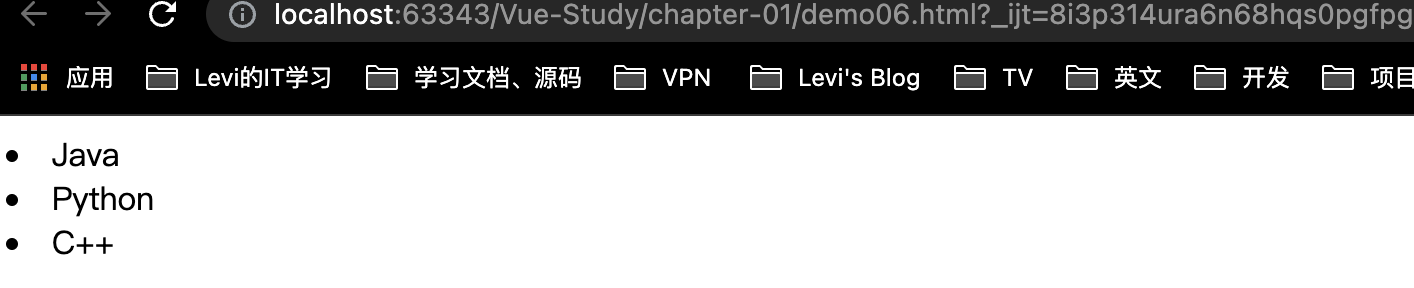 localhost:63343/Vue-Study/chapter-01/demo06.html?_ijt=8i3p314ura6n68hqs0pgfpg
应用 Levi的IT学习 学习文档、源码 VPN Levi's Blog TV 英文 开发 项目
Java
Python
C++